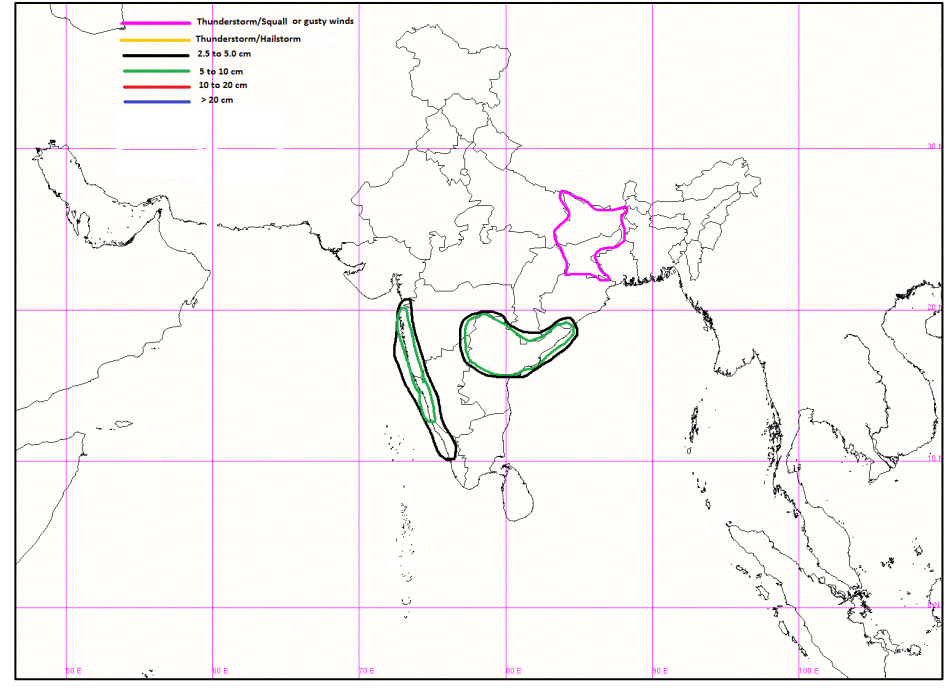 Thunderstorm/Squall or gusty winds
Thunderstorm/Hailstorm
2.5 to 5.0 cm
5 to 10 cm
10 to 20 cm
> 20 cm
30 N
20 N
10 N
60 E
70 E
80 E
90 E
100 E